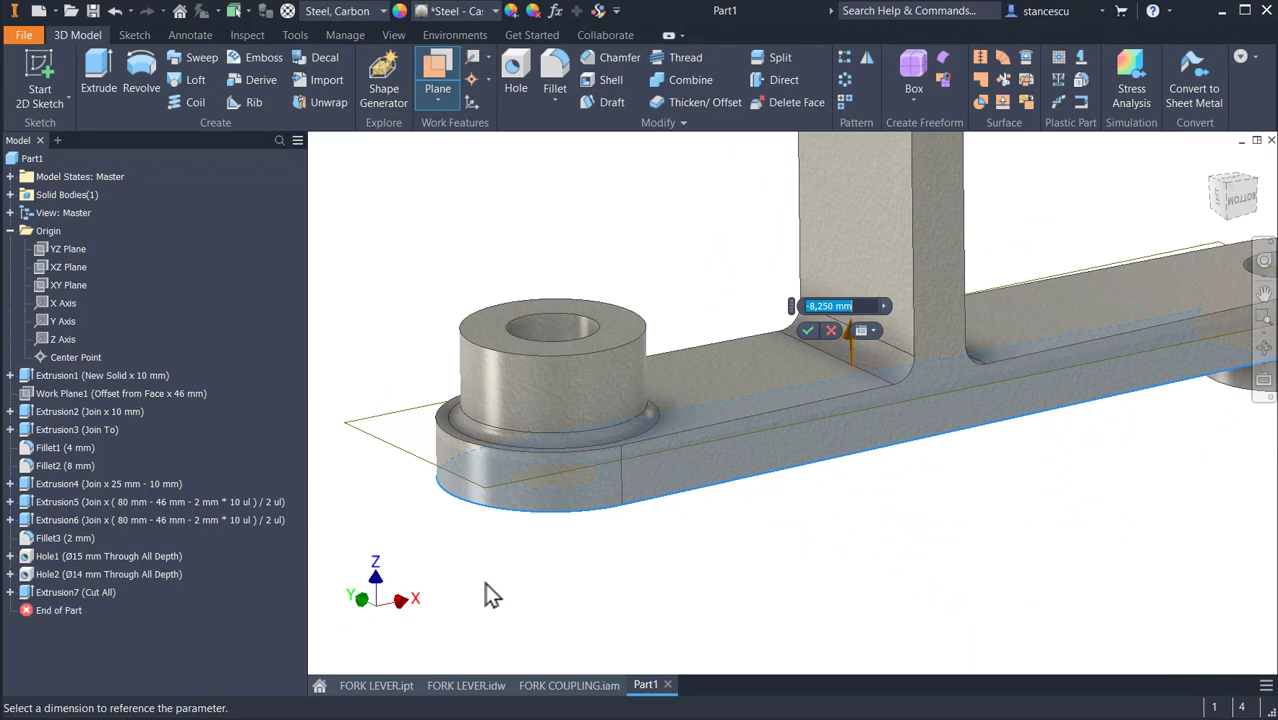 Steel, Carbon
*Steel - Cas
Part1
Search Help & Commands...
stancescu
File
3D Model
Sketch
Annotate
Inspect
Tools
Manage
View
Environments
Get Started
Collaborate
Start
2D Sketch
Extrude
Revolve
Sweep
Loft
Coil
Emboss
Derive
Rib
Decal
Import
Unwrap
Shape
Generator
Plane
Hole
Fillet
Chamfer
Shell
Draft
Thread
Combine
Thicken/ Offset
Split
Direct
Delete Face
Box
Stress
Analysis
Convert to
Sheet Metal
Sketch
Create
Explore
Work Features
Modify
Pattern
Create Freeform
Surface
Plastic Part
Simulation
Convert
Model
Part1
Model States: Master
Solid Bodies(1)
View: Master
Origin
YZ Plane
XZ Plane
XY Plane
X Axis
Y Axis
Z Axis
Center Point
Extrusion1 (New Solid x 10 mm)
Work Plane1 (Offset from Face x 46 mm)
Extrusion2 (Join x 10 mm)
Extrusion3 (Join To)
Fillet1 (4 mm)
Fillet2 (8 mm)
Extrusion4 (Join x 25 mm - 10 mm)
Extrusion5 (Join x ( 80 mm - 46 mm - 2 mm * 10 ul ) / 2 ul)
Extrusion6 (Join x ( 80 mm - 46 mm - 2 mm * 10 ul ) / 2 ul)
Fillet3 (2 mm)
Hole1 (Ø15 mm Through All Depth)
Hole2 (Ø14 mm Through All Depth)
Extrusion7 (Cut All)
End of Part
-8,250 mm
BOTTOM
Z
Y
X
FORK LEVER.ipt
FORK LEVER.idw
FORK COUPLING.iam
Part1
Select a dimension to reference the parameter.
1
4